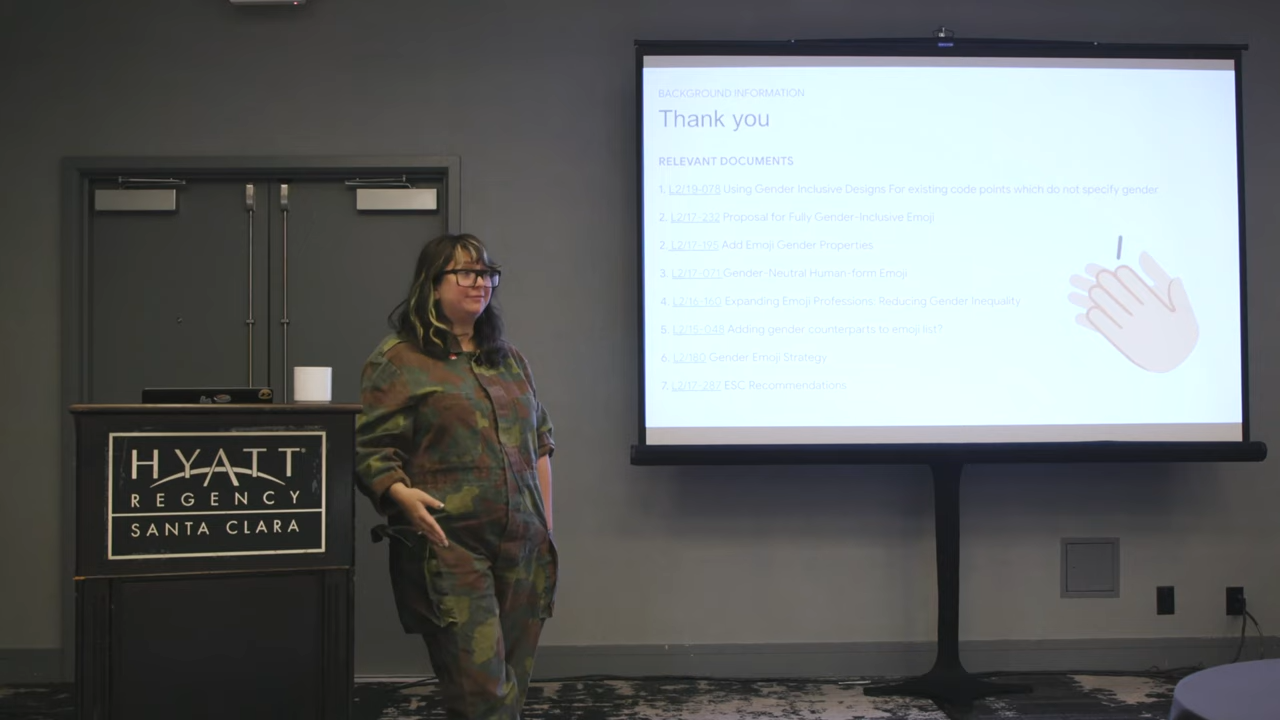 BACKGROUND INFORMATION
Thank you
RELEVANT DOCUMENTS
1. L2/19-078 Using Gender Inclusive Designs For existing code points which do not specify gender.
2. L2/17-232 Proposal for Fully Gender-Inclusive Emoji
2. L2/17-195 Add Emoji Gender Properties
3. L2/17-071 Gender-Neutral Human-form Emoji
4. L2/16-160 Expanding Emoji Professions: Reducing Gender Inequality
5. L2/15-048 Adding gender counterparts to emoji list?
6. L2/180 Gender Emoji Strategy
7. L2/17-287 ESC Recommendations
HYATT
REGENCY
SANTA CLARA